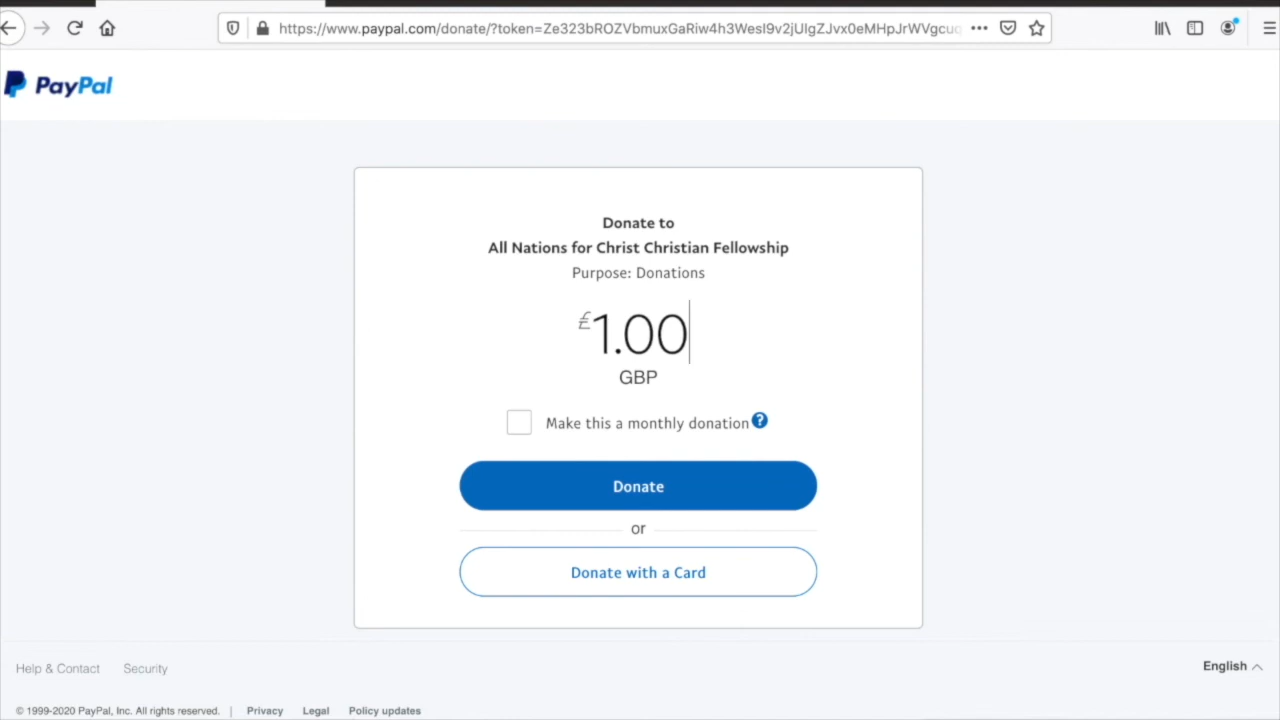 https://www.paypal.com/donate/?token=Ze323bROZVbmuxGaRiw4h3WesI9v2jUIgZJvx0eMHpJrWVgcuq
PayPal
Donate to
All Nations for Christ Christian Fellowship
Purpose: Donations
£1.00
GBP
Make this a monthly donation ?
Donate
or
Donate with a Card
Help & Contact Security
English
© 1999-2020 PayPal, Inc. All rights reserved. | Privacy Legal Policy updates